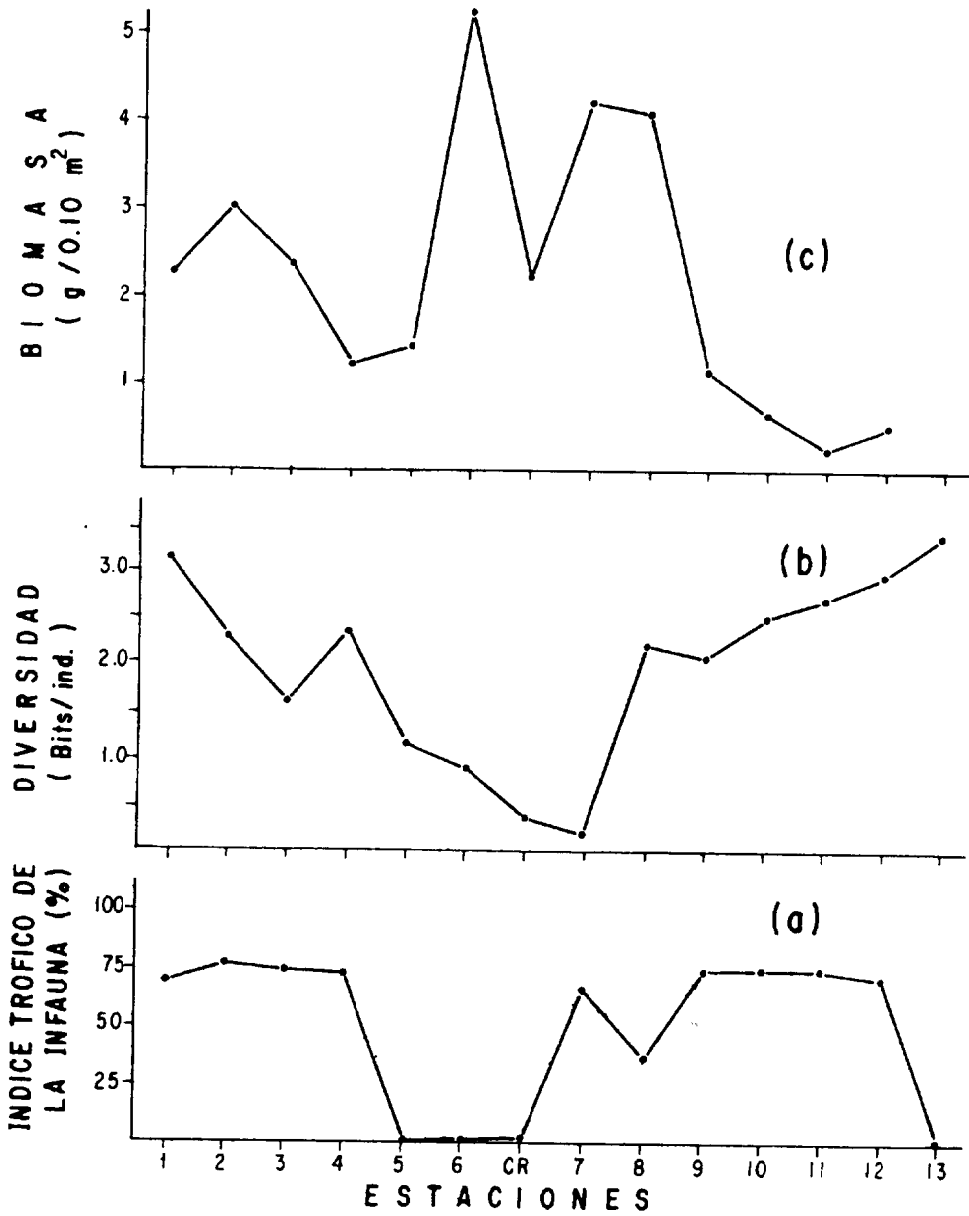 BIOMASA
(g/0.10 m²)
5
4
3
2
1
(c)
DIVERSIDAD
(Bits/ind.)
3.0
2.0
1.0
(b)
INDICE TROFICO DE
LA INFAUNA (%)
100
75
50
25
(a)
1 2 3 4 5 6 CR 7 8 9 10 11 12 13
ESTACIONES